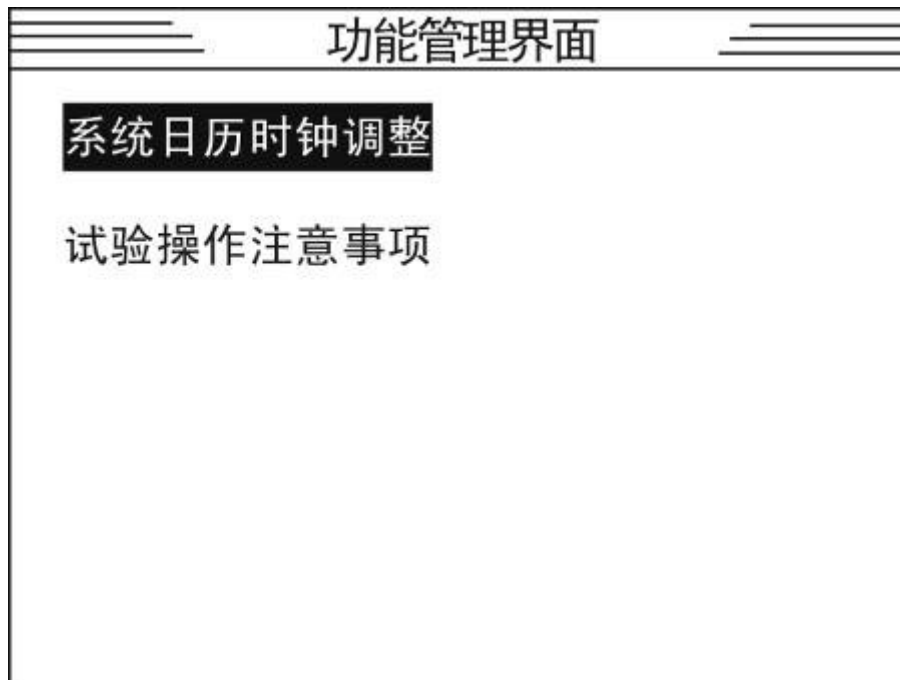 功能管理界面
系统日历时钟调整
试验操作注意事项